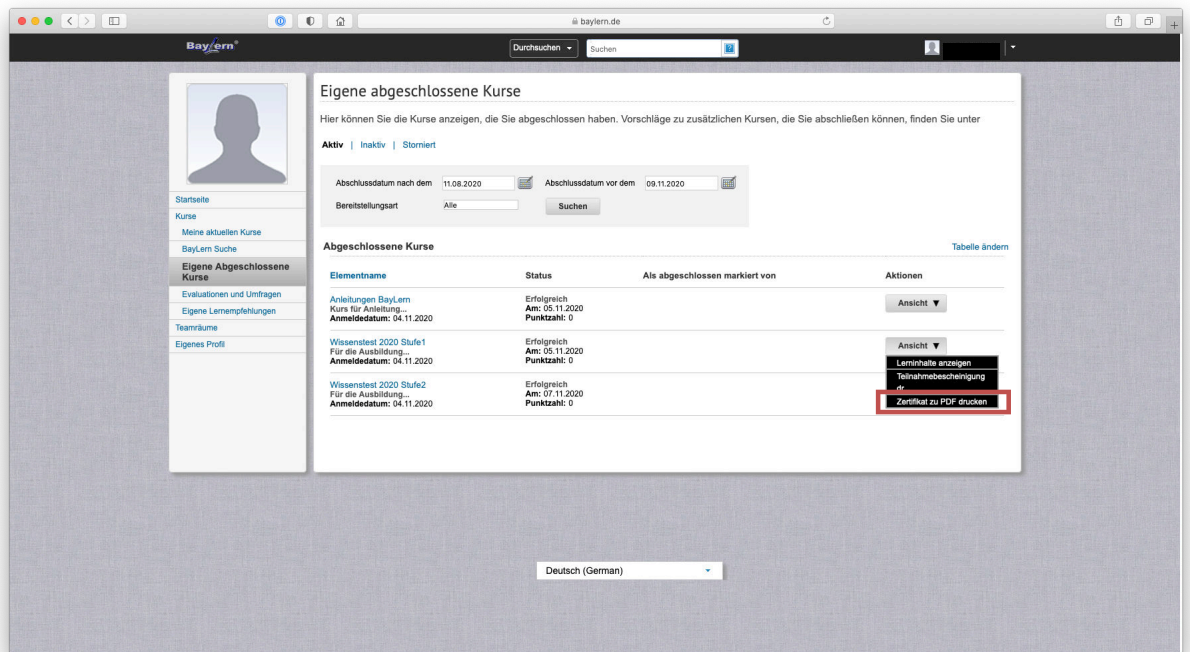 baylern.de
BayLern
Durchsuchen
Suchen
Eigene abgeschlossene Kurse
Hier können Sie die Kurse anzeigen, die Sie abgeschlossen haben. Vorschläge zu zusätzlichen Kursen, die Sie abschließen können, finden Sie unter
Aktiv | Inaktiv | Storniert
Abschlussdatum nach dem 11.08.2020 Abschlussdatum vor dem 09.11.2020
Bereitstellungsart Alle Suchen
Startseite
Kurse
Meine aktuellen Kurse
BayLern Suche
Eigene Abgeschlossene
Kurse
Evaluationen und Umfragen
Eigene Lernempfehlungen
Teamräume
Eigenes Profil
Abgeschlossene Kurse Tabelle ändern
Elementname Status Als abgeschlossen markiert von Aktionen
Anleitungen BayLern Erfolgreich Ansicht ▼
Kurs für Anleitung... Am: 05.11.2020
Anmeldedatum: 04.11.2020 Punktzahl: 0
Wissenstest 2020 Stufe1 Erfolgreich Ansicht ▼
Für die Ausbildung... Am: 05.11.2020
Anmeldedatum: 04.11.2020 Punktzahl: 0
Lerninhalte anzeigen
Teilnahmebescheinigung
dr
Zertifikat zu PDF drucken
Wissenstest 2020 Stufe2 Erfolgreich
Für die Ausbildung... Am: 07.11.2020
Anmeldedatum: 04.11.2020 Punktzahl: 0
Deutsch (German)